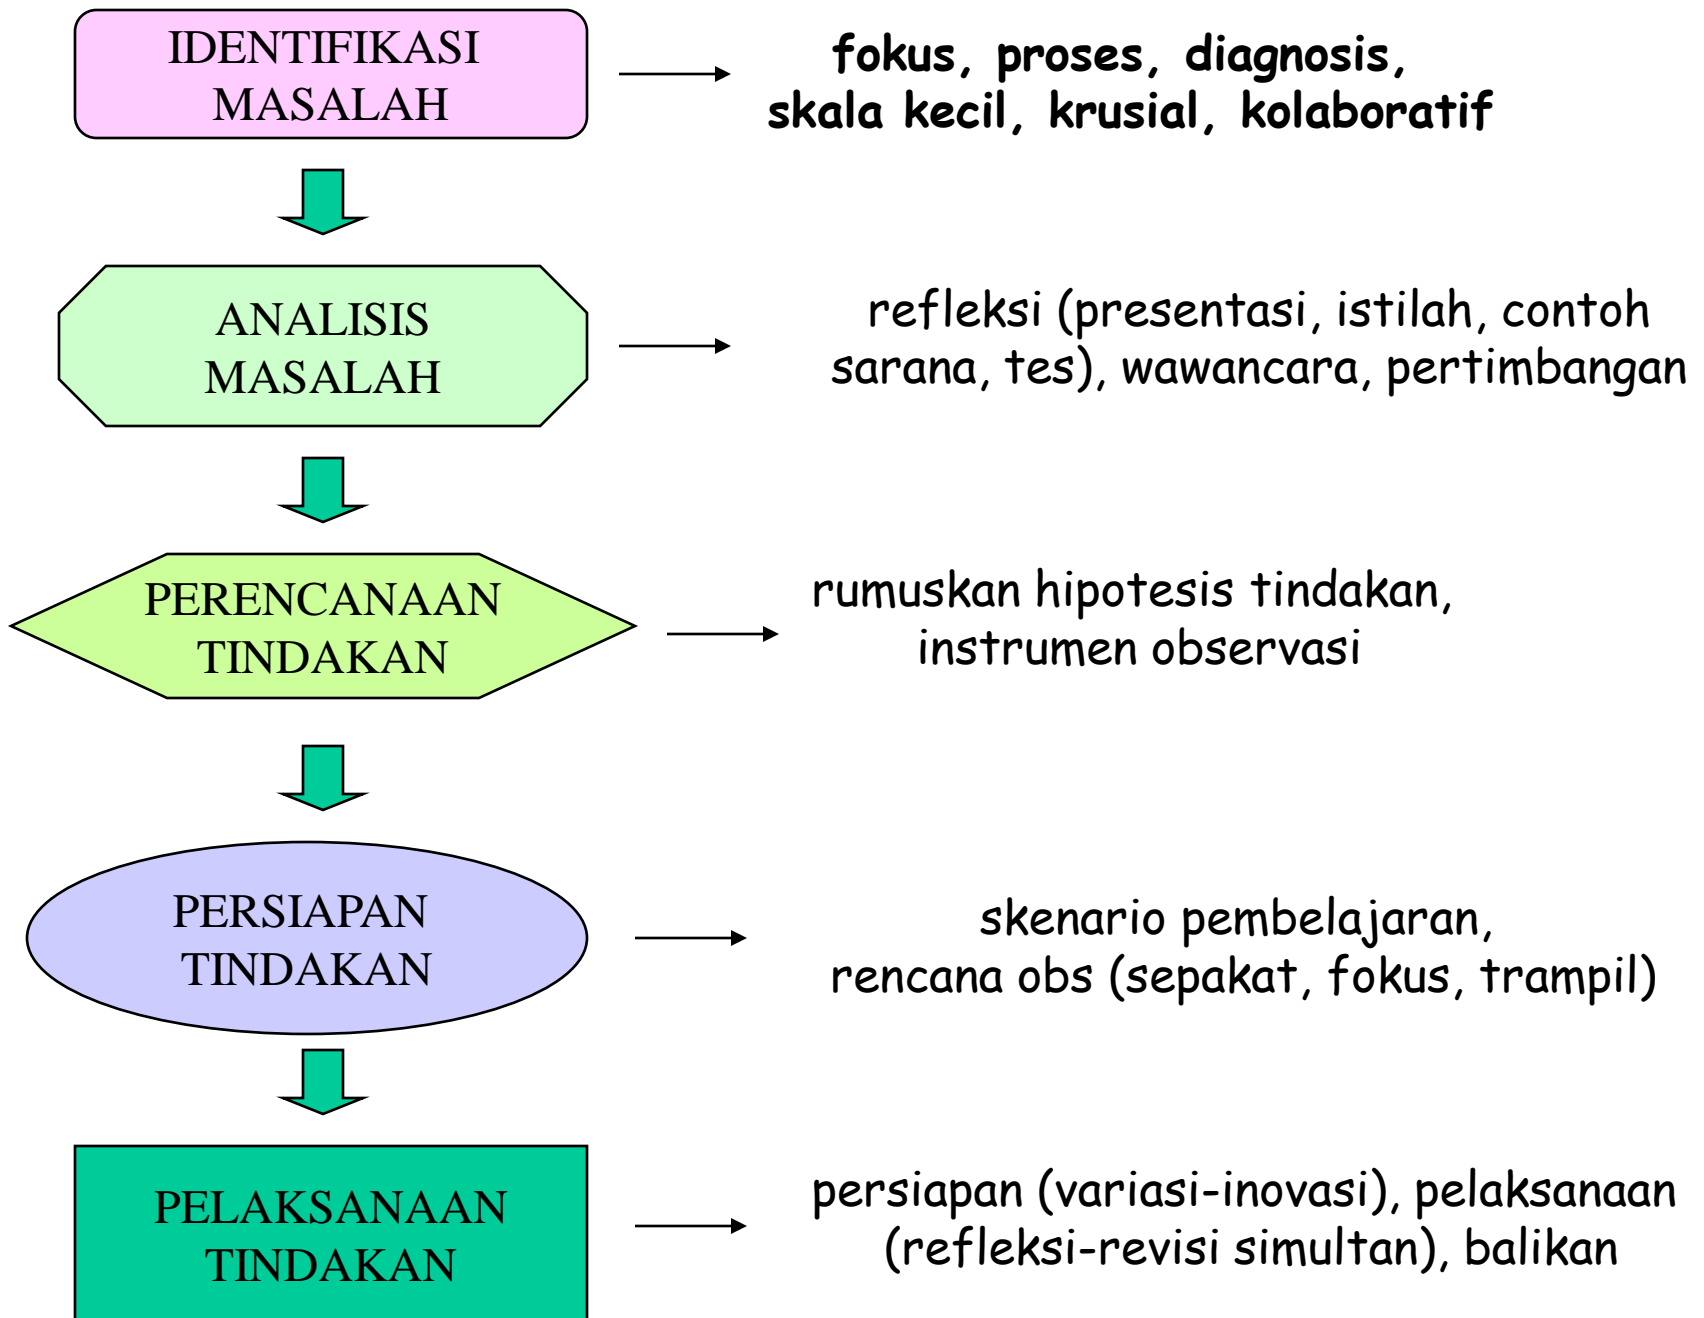 IDENTIFIKASI
MASALAH
fokus, proses, diagnosis,
skala kecil, krusial, kolaboratif
ANALISIS
MASALAH
refleksi (presentasi, istilah, contoh
sarana, tes), wawancara, pertimbangan
PERENCANAAN
TINDAKAN
rumuskan hipotesis tindakan,
instrumen observasi
PERSIAPAN
TINDAKAN
skenario pembelajaran,
rencana obs (sepakat, fokus, trampil)
PELAKSANAAN
TINDAKAN
persiapan (variasi-inovasi), pelaksanaan
(refleksi-revisi simultan), balikan